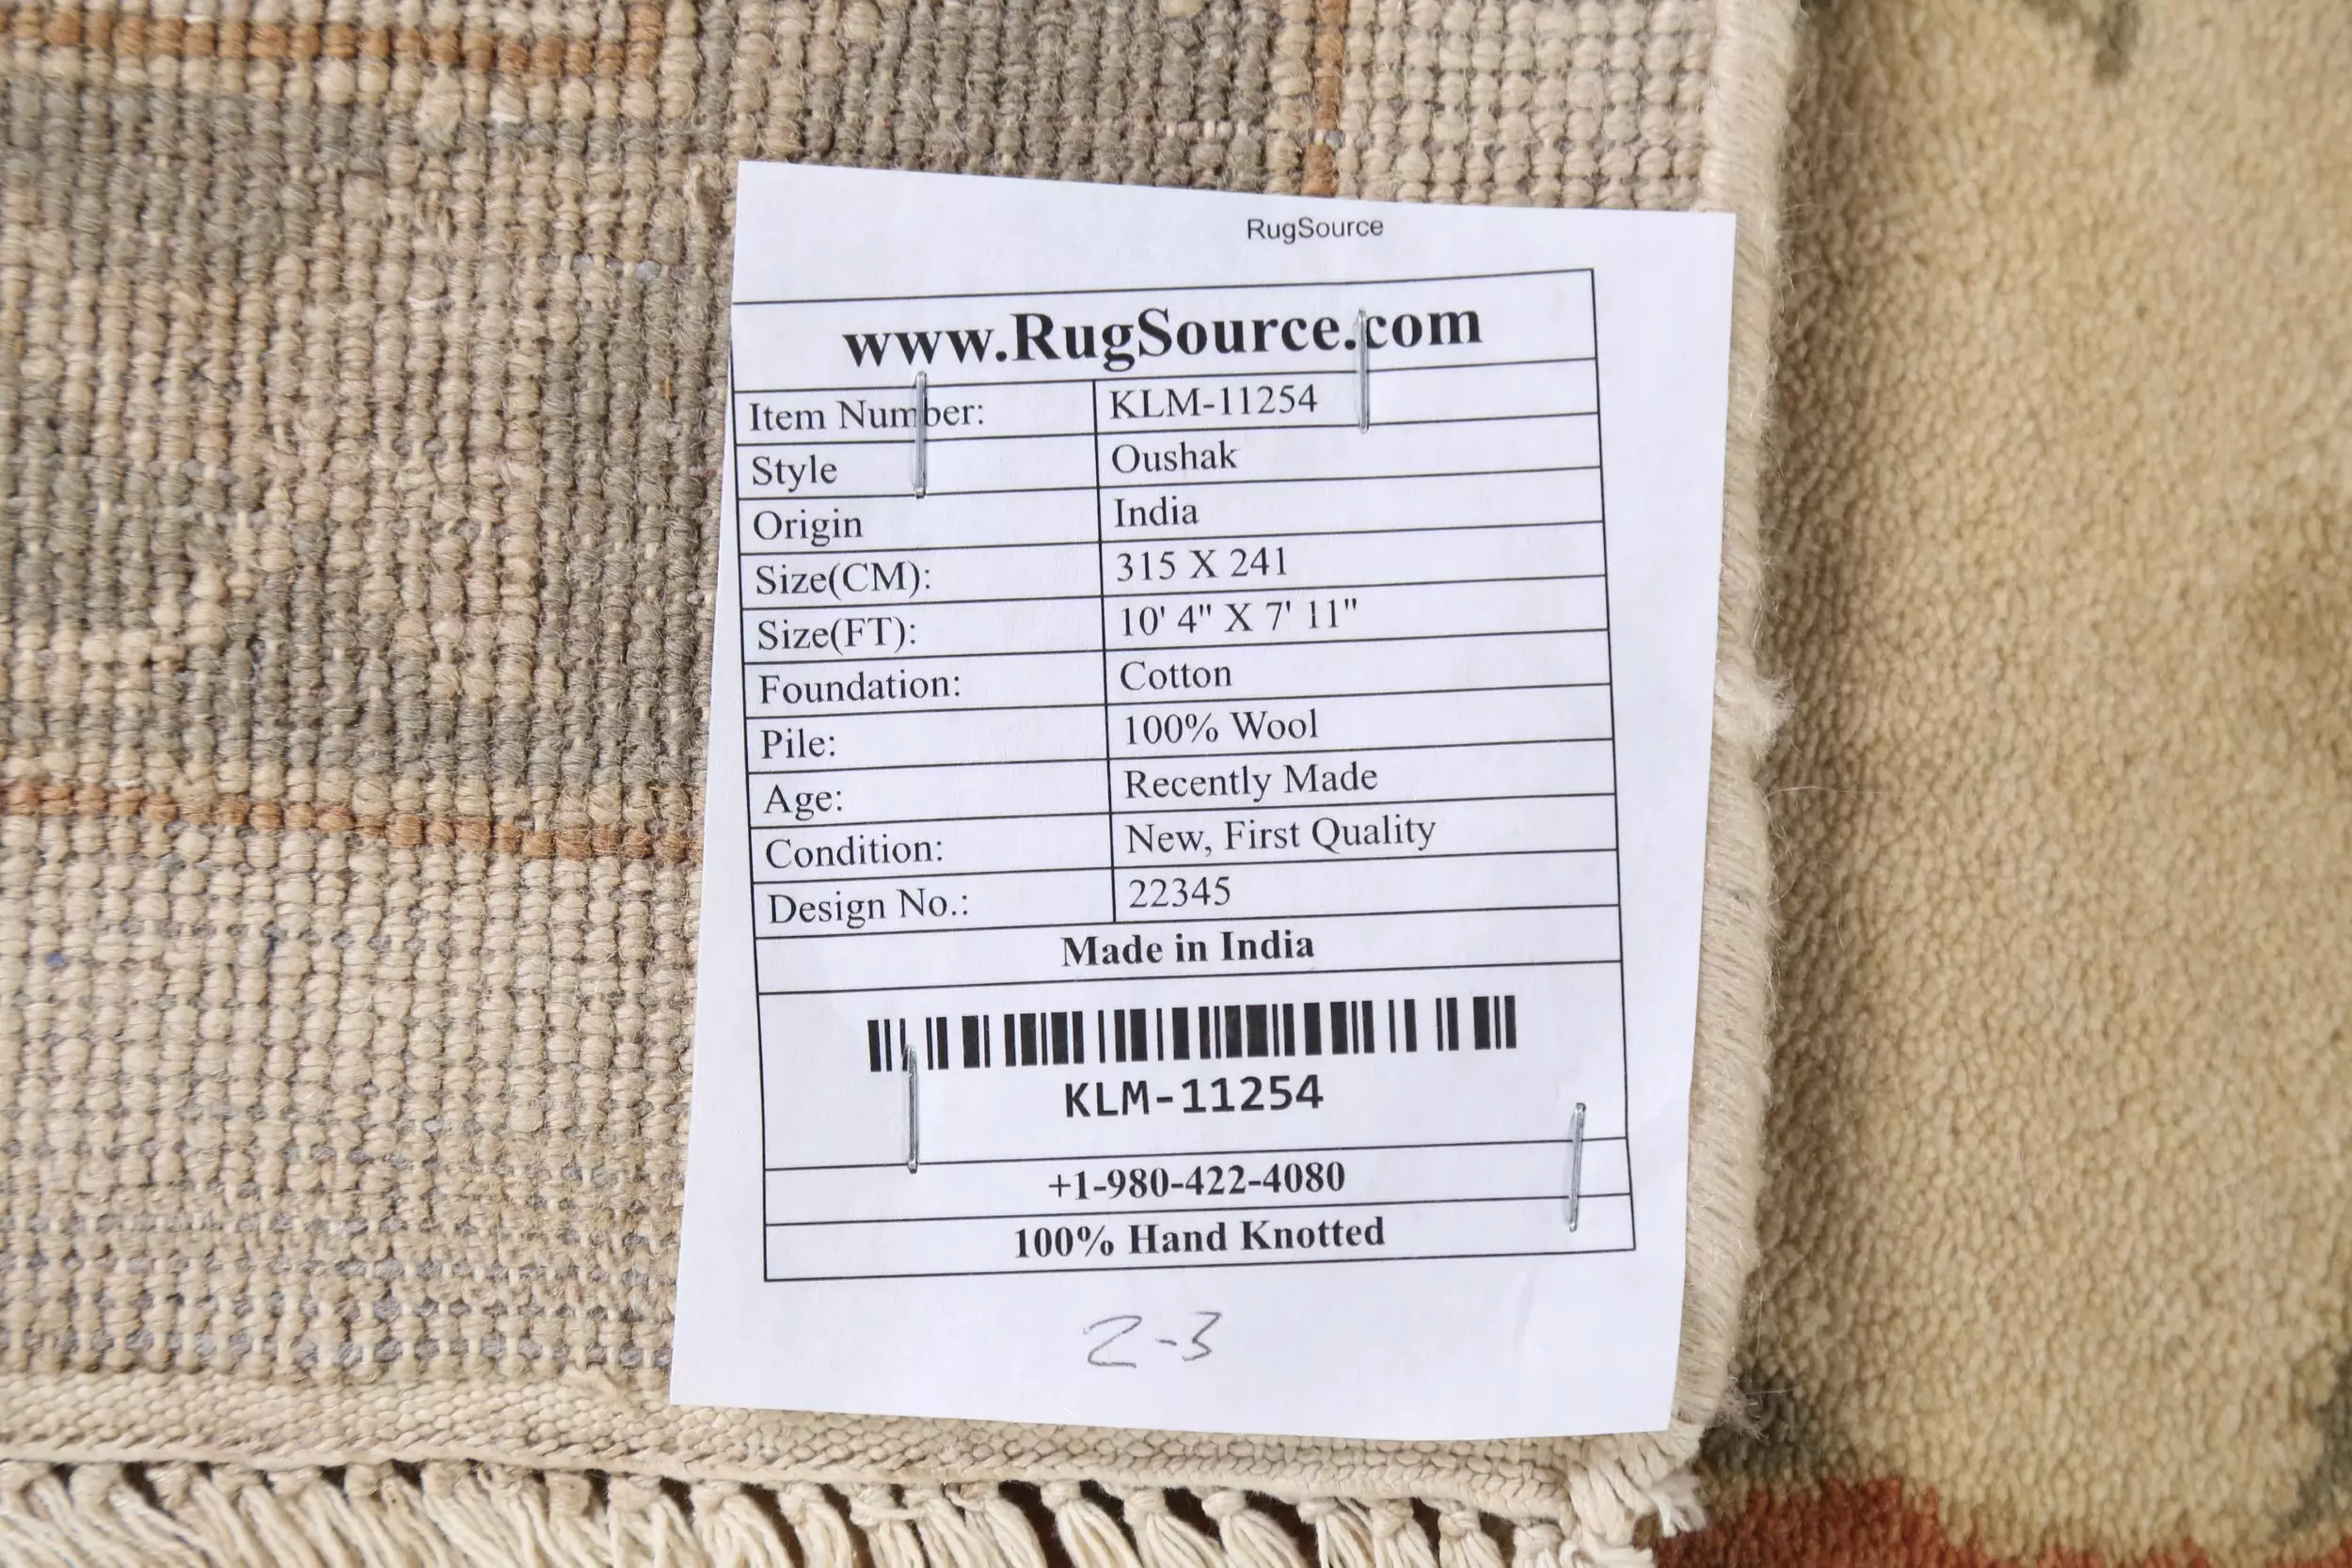 RugSource
www.RugSource.com
Item Number: KLM-11254
Style Oushak
Origin India
Size(CM): 315 X 241
Size(FT): 10' 4" X 7' 11"
Foundation: Cotton
Pile: 100% Wool
Age: Recently Made
Condition: New, First Quality
Design No.: 22345
Made in India
KLM-11254
+1-980-422-4080
100% Hand Knotted
2-3